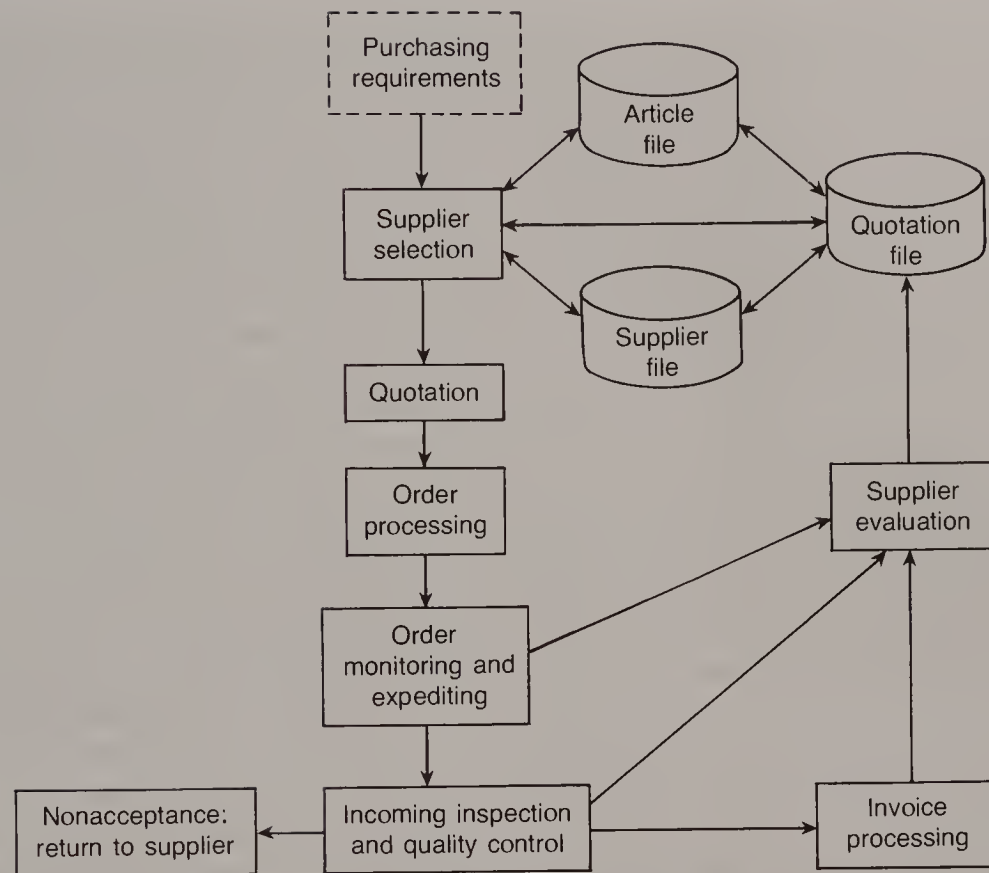 Purchasing
requirements
Article
file
Supplier
selection
Quotation
file
Supplier
file
Quotation
Order
processing
Supplier
evaluation
Order
monitoring and
expediting
Nonacceptance:
return to supplier
Incoming inspection
and quality control
Invoice
processing